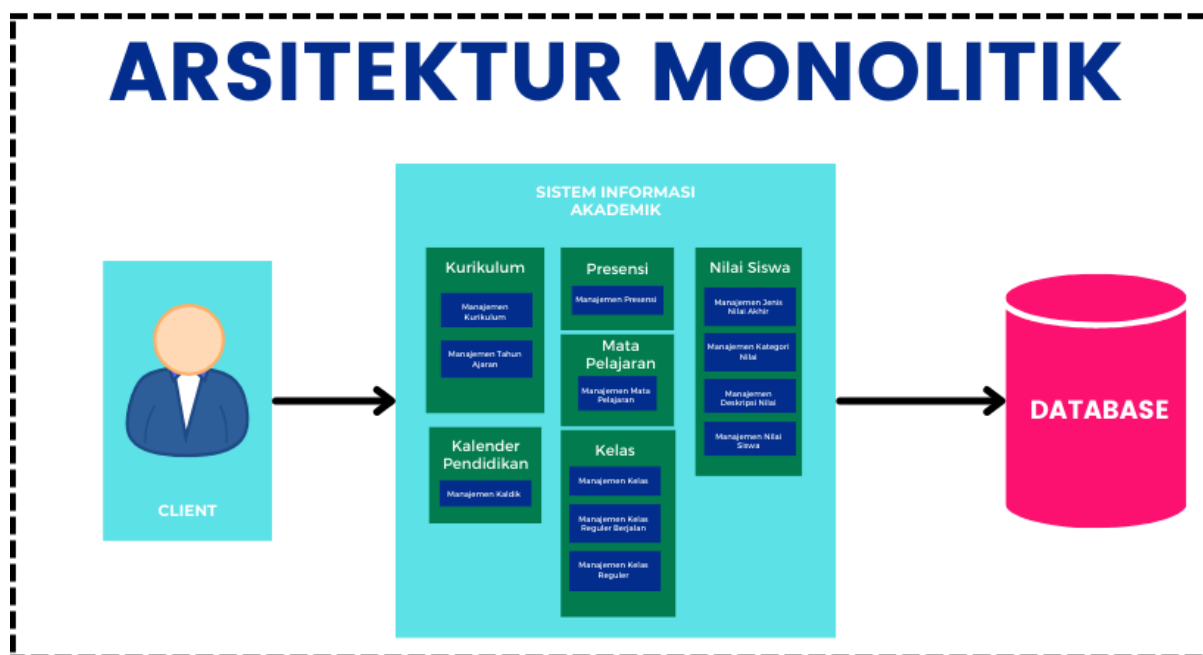 ARSITEKTUR MONOLITIK
SISTEM INFORMASI
AKADEMIK
CLIENT
Kurikulum
Manajemen
Kurikulum
Manajemen Tahun
Ajaran
Kalender
Pendidikan
Manajemen Kaldik
Presensi
Manajemen Presensi
Mata
Pelajaran
Manajemen Mata
Pelajaran
Kelas
Manajemen Kelas
Manajemen Kelas
Reguler Berjalan
Manajemen Kelas
Reguler
Nilai Siswa
Manajemen Jenis
Nilai Akhir
Manajemen Kategori
Nilai
Manajemen
Deskripsi Nilai
Manajemen Nilai
Siswa
DATABASE